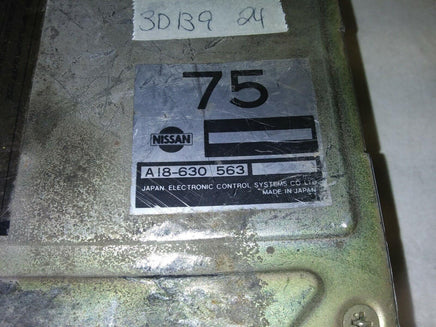 3D139 24
75
NISSAN
A18-630 563
JAPAN ELECTRONIC CONTROL SYSTEMS CO.LTD
MADE IN JAPAN